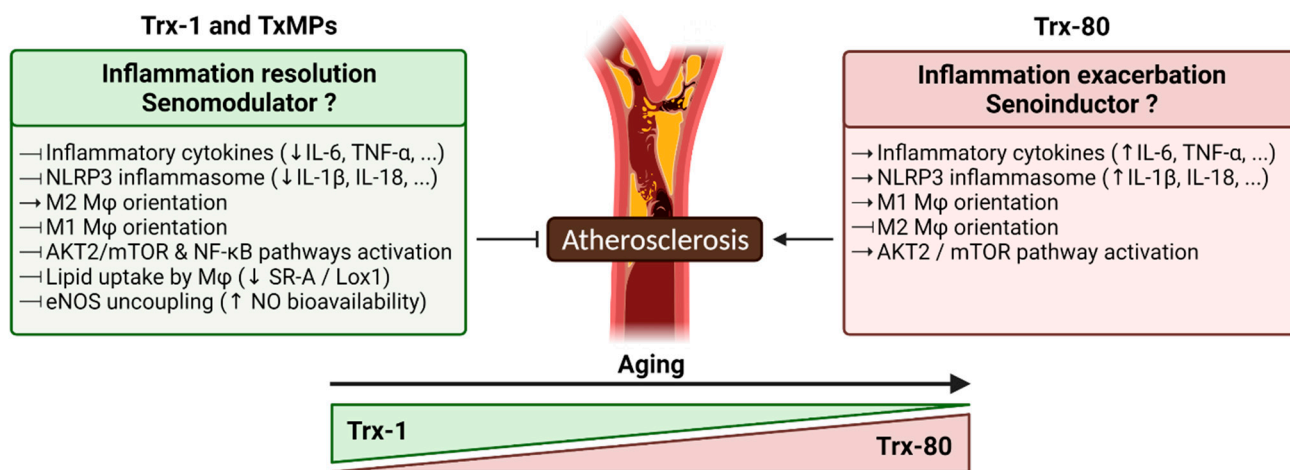 Trx-1 and TxMPs
Inflammation resolution
Senomodulator ?
⊣Inflammatory cytokines (↓IL-6, TNF-α, ...)
⊣NLRP3 inflammasome (↓IL-1β, IL-18, ...)
→M2 Mφ orientation
⊣M1 Mφ orientation
⊣AKT2/mTOR & NF-κB pathways activation
⊣Lipid uptake by Mφ (↓ SR-A / Lox1)
⊣eNOS uncoupling (↑ NO bioavailability)
Atherosclerosis
Trx-80
Inflammation exacerbation
Senoinductor ?
→Inflammatory cytokines (↑IL-6, TNF-α, ...)
→NLRP3 inflammasome (↑IL-1β, IL-18, ...)
→M1 Mφ orientation
⊣M2 Mφ orientation
→AKT2 / mTOR pathway activation
Aging
Trx-1
Trx-80